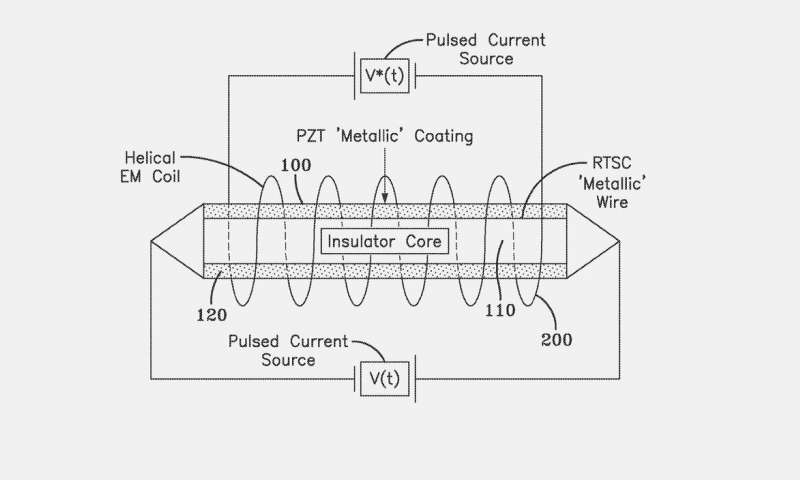 Pulsed Current
Source
V*(t)
PZT 'Metallic' Coating
Helical
EM Coil
100
RTSC
'Metallic'
Wire
Insulator Core
120
110
200
Pulsed Current
Source
V(t)